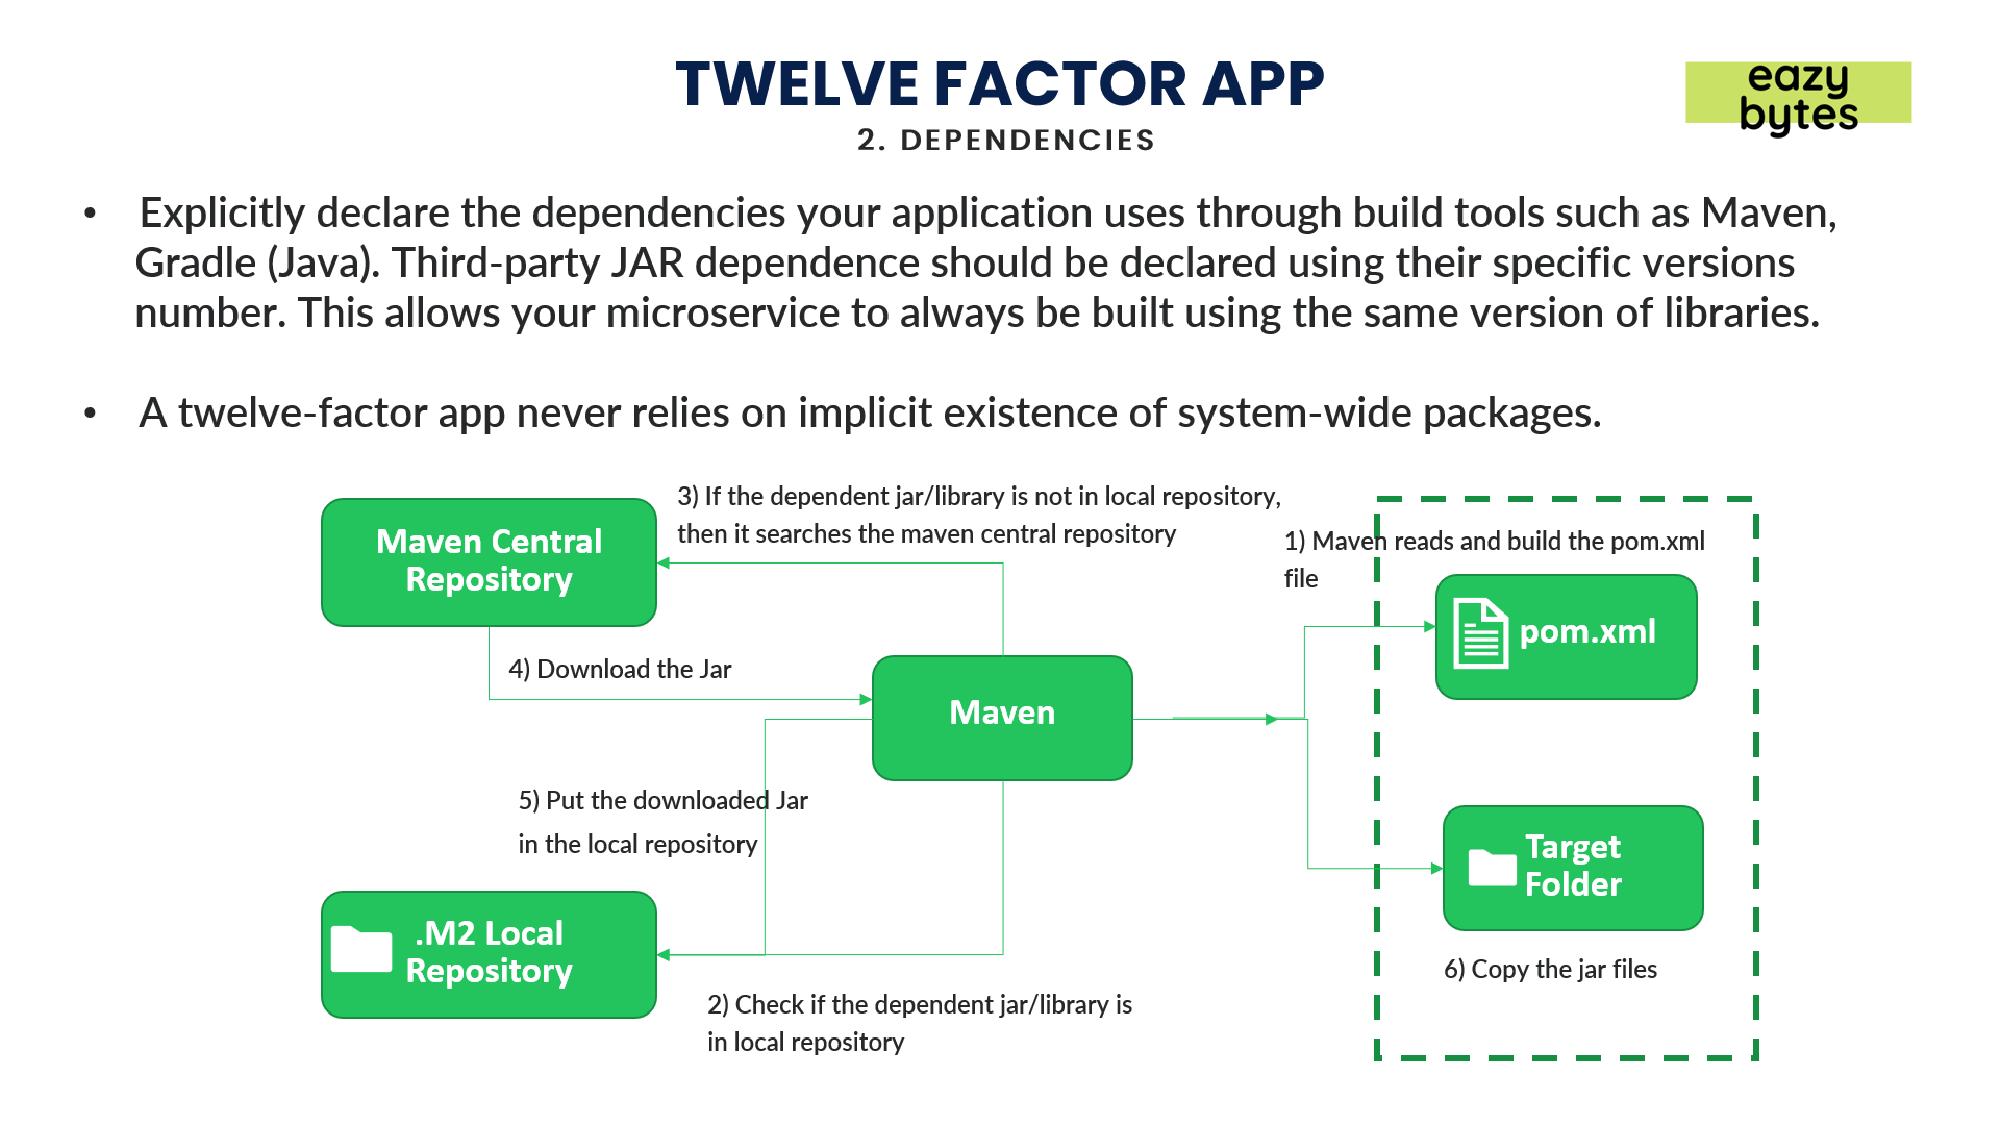 TWELVE FACTOR APP
2. DEPENDENCIES
eazy
bytes
• Explicitly declare the dependencies your application uses through build tools such as Maven,
Gradle (Java). Third-party JAR dependence should be declared using their specific versions
number. This allows your microservice to always be built using the same version of libraries.
• A twelve-factor app never relies on implicit existence of system-wide packages.
3) If the dependent jar/library is not in local repository,
then it searches the maven central repository
Maven Central
Repository
1) Maven reads and build the pom.xml
file
pom.xml
4) Download the Jar
Maven
5) Put the downloaded Jar
in the local repository
Target
Folder
.M2 Local
Repository
6) Copy the jar files
2) Check if the dependent jar/library is
in local repository